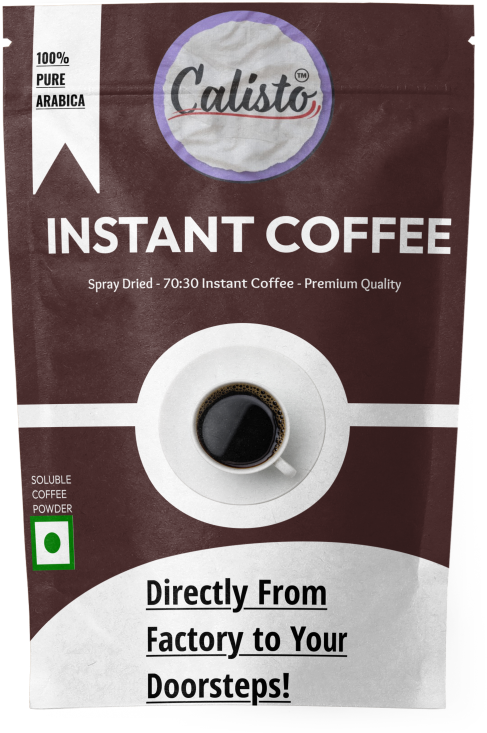 100%
PURE
ARABICA
Calisto™
INSTANT COFFEE
Spray Dried - 70:30 Instant Coffee - Premium Quality
SOLUBLE
COFFEE
POWDER
Directly From
Factory to Your
Doorsteps!